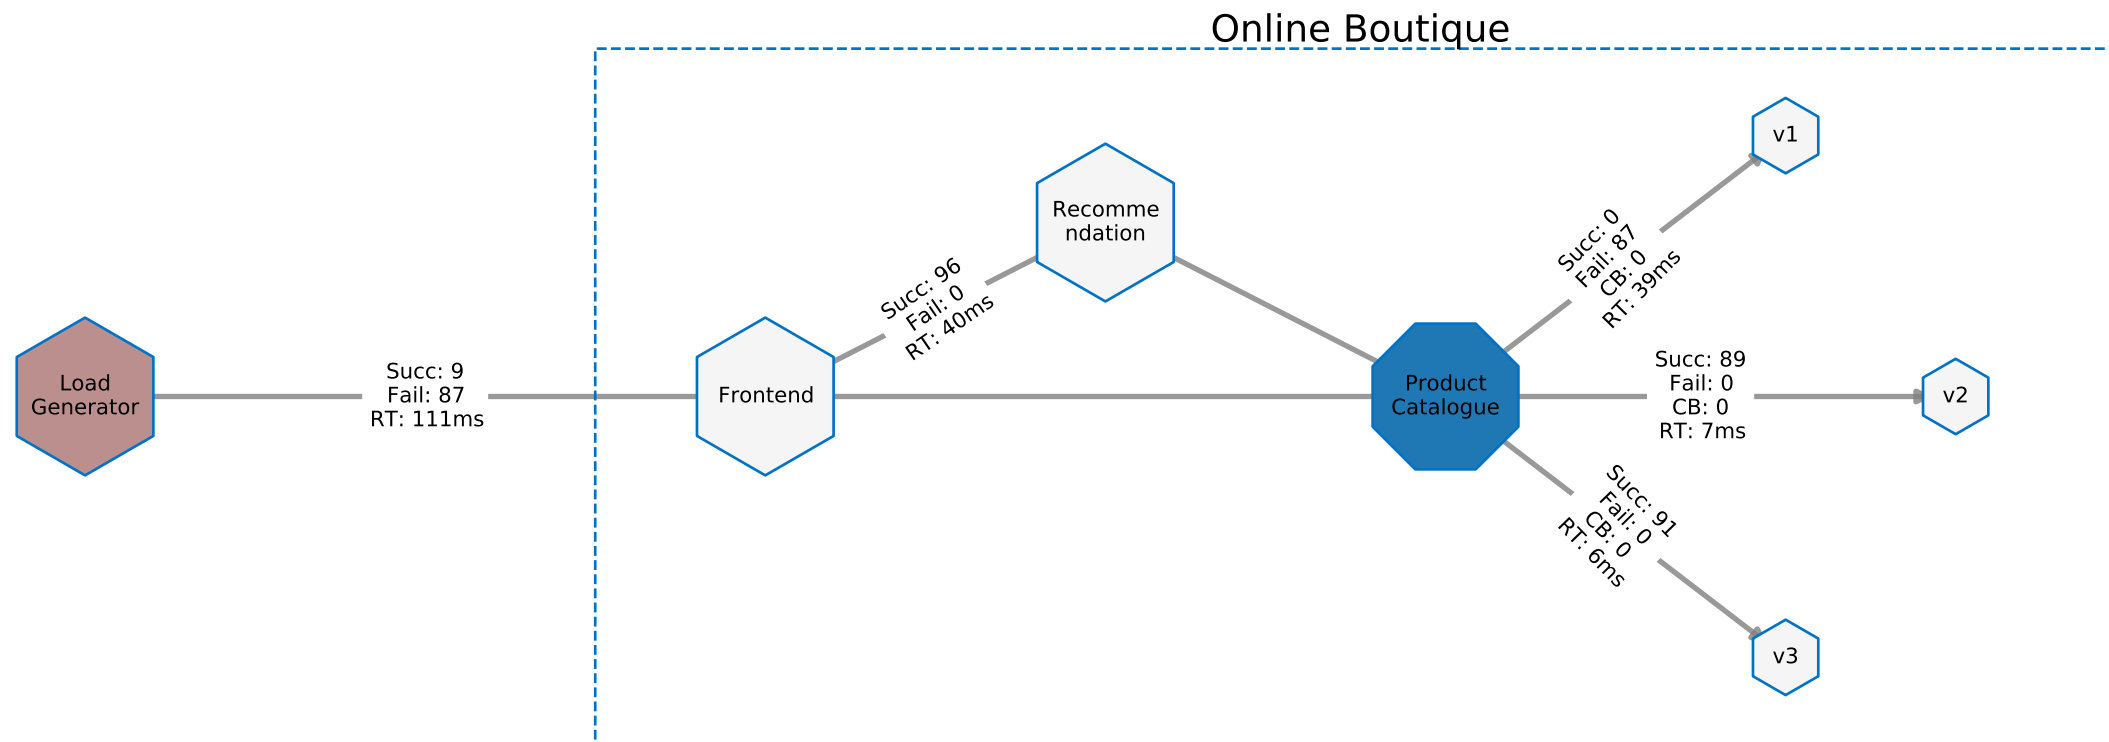 Online Boutique
Load
Generator
Succ: 9
Fail: 87
RT: 111ms
Frontend
Succ: 96
Fail: 0
RT: 40ms
Recomme
ndation
Product
Catalogue
Succ: 0
Fail: 87
CB: 0
RT: 39ms
v1
Succ: 89
Fail: 0
CB: 0
RT: 7ms
v2
Succ: 91
Fail: 0
CB: 0
RT: 6ms
v3